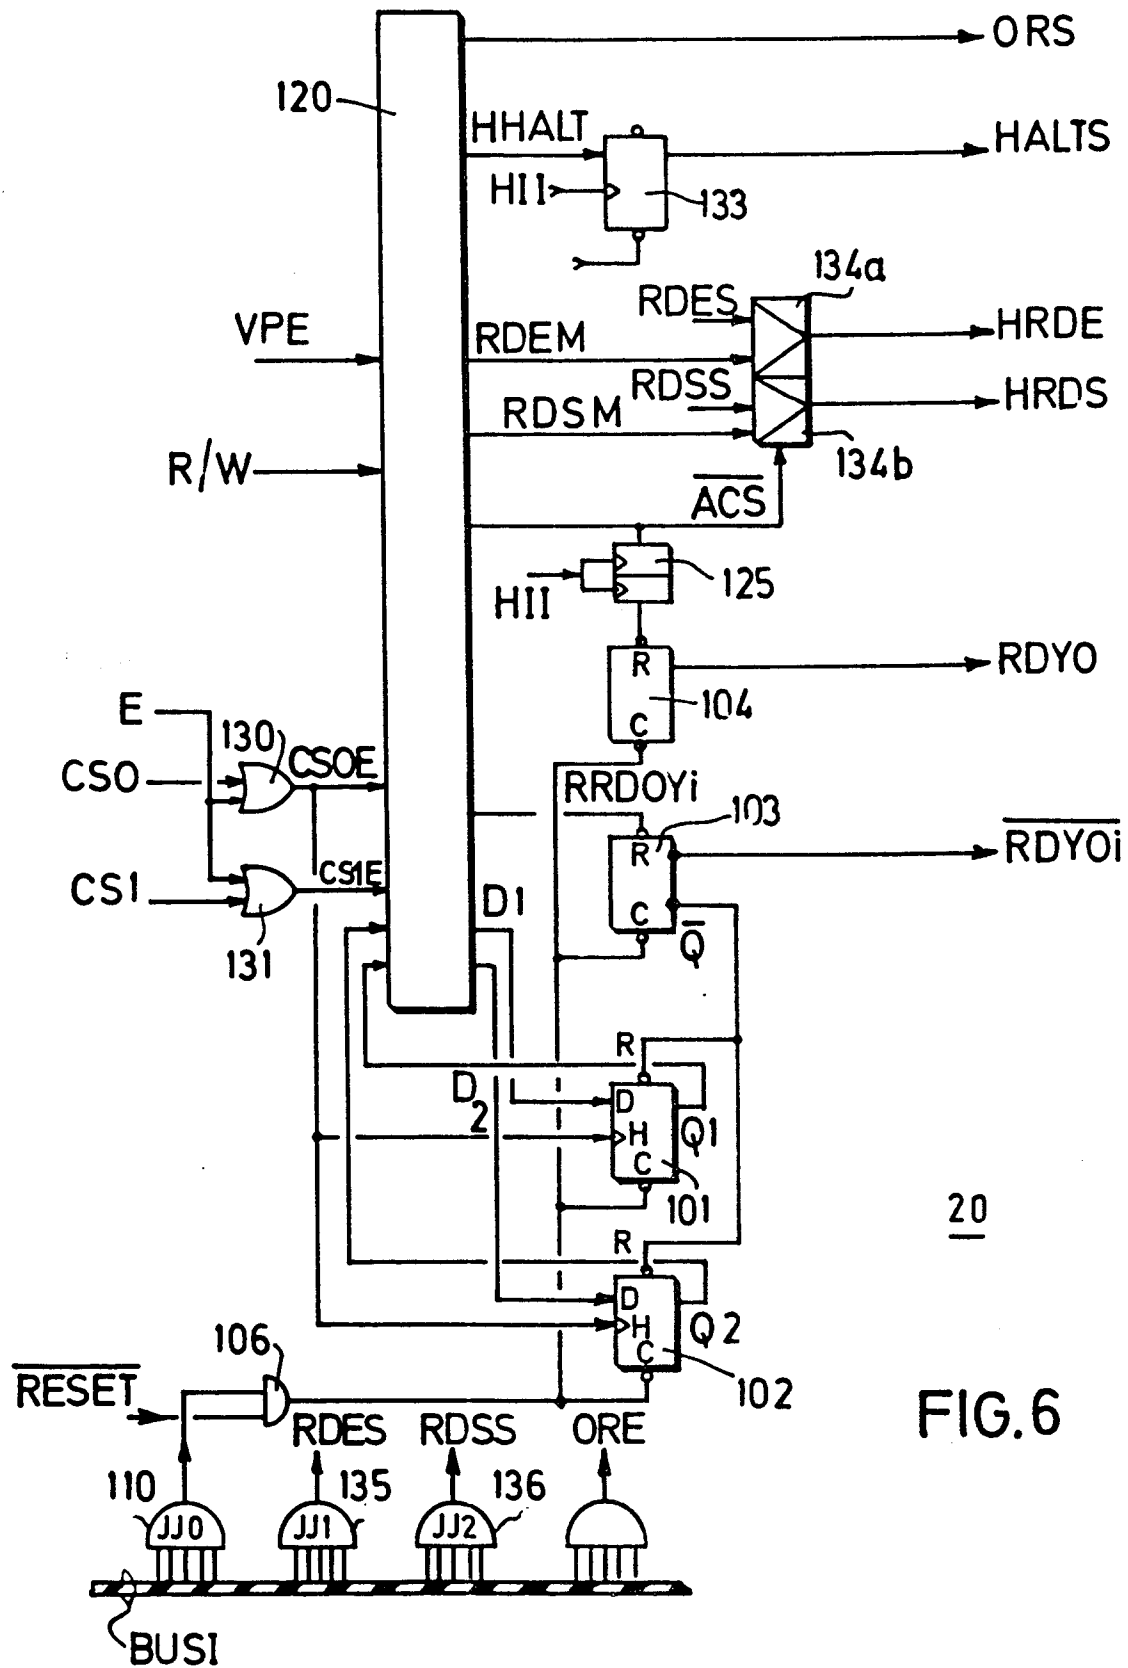 ORS
120
HHALT
HALTS
HII
133
134a
RDES
HRDE
VPE
RDEM
RDSS
HRDS
RDSM
134b
R/W
ACS
125
HII
R
RDYO
104
C
E
130
CSOE
CSO
RRDOYi
103
R
RDYOi
CS1
CS1E
D1
C
Q
131
R
D2
D
H
Q1
C
101
20
R
D
H
Q2
C
102
106
RESET
FIG.6
RDES
RDSS
ORE
110
135
136
JJ0
JJ1
JJ2
BUSI